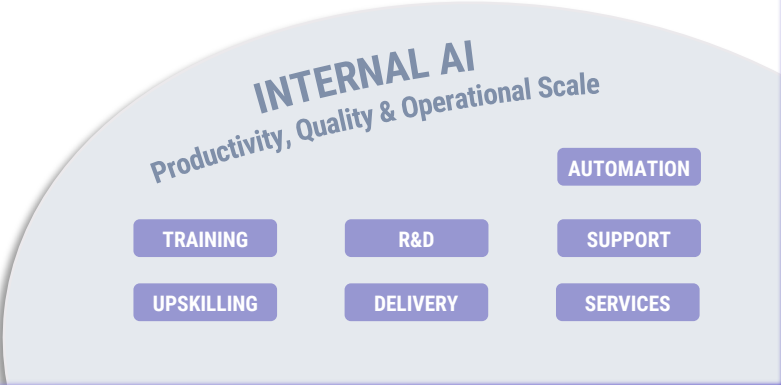 INTERNAL AI
Productivity, Quality & Operational Scale
AUTOMATION
TRAINING
R&D
SUPPORT
UPSKILLING
DELIVERY
SERVICES